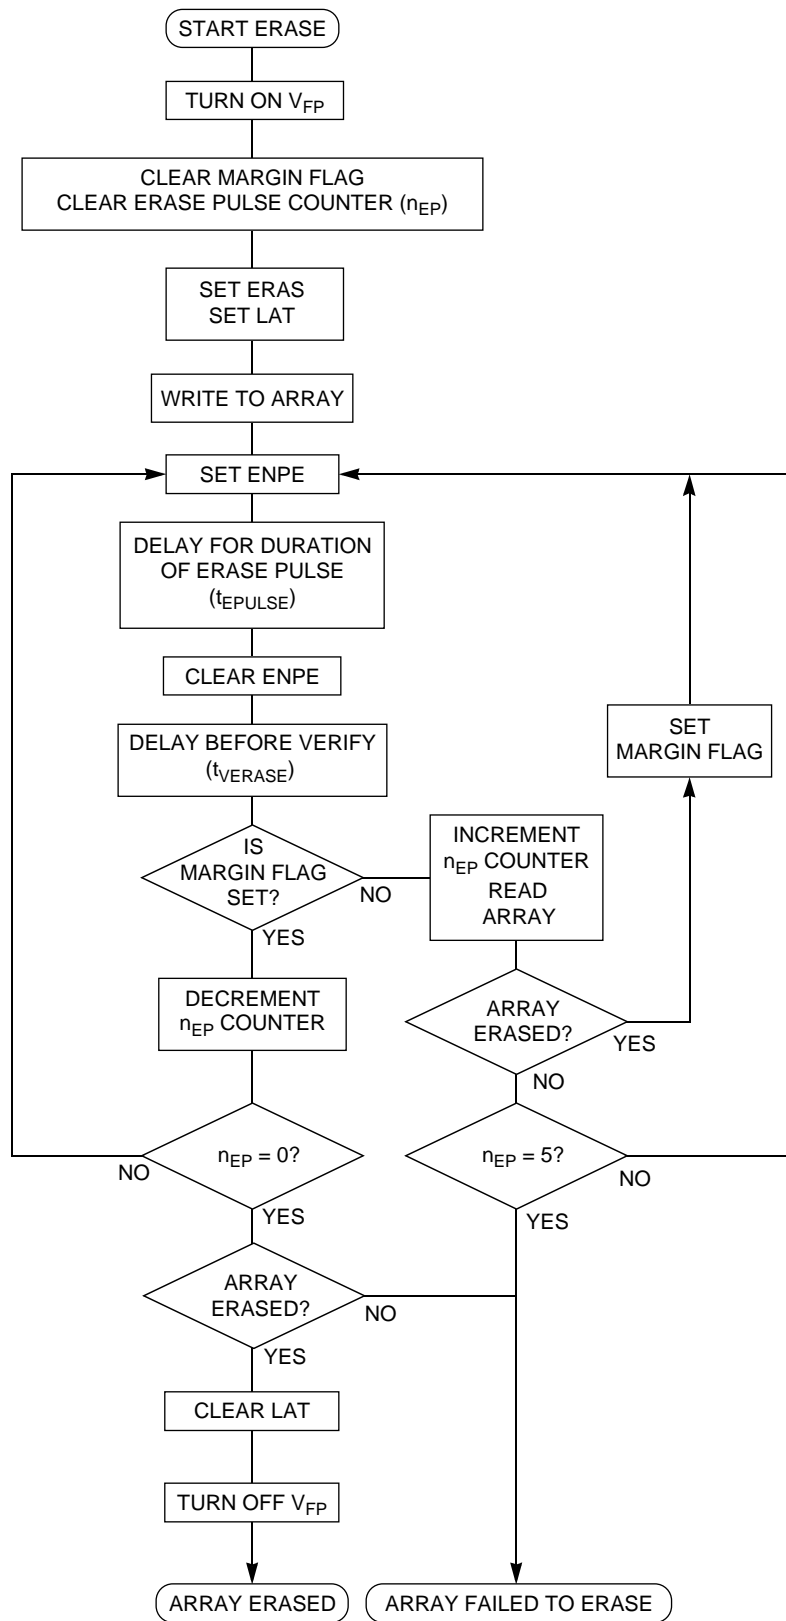 START ERASE
TURN ON VFP
CLEAR MARGIN FLAG
CLEAR ERASE PULSE COUNTER (nEP)
SET ERAS
SET LAT
WRITE TO ARRAY
SET ENPE
DELAY FOR DURATION
OF ERASE PULSE
(tEPULSE)
CLEAR ENPE
DELAY BEFORE VERIFY
(tVERASE)
SET
MARGIN FLAG
IS
MARGIN FLAG
SET?
NO
YES
INCREMENT
nEP COUNTER
READ
ARRAY
DECREMENT
nEP COUNTER
ARRAY
ERASED?
YES
NO
nEP = 0?
NO
YES
nEP = 5?
NO
YES
ARRAY
ERASED?
NO
YES
CLEAR LAT
TURN OFF VFP
ARRAY ERASED
ARRAY FAILED TO ERASE